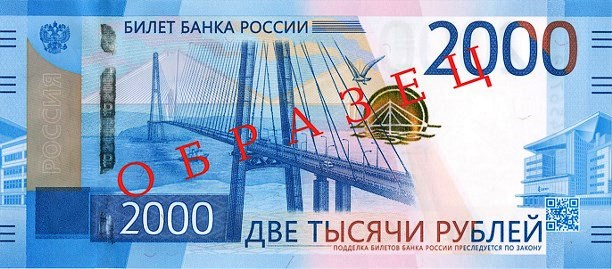 БИЛЕТ БАНКА РОССИИ
2000
РОССИЯ
ОБРАЗЕЦ
2000
ДВЕ ТЫСЯЧИ РУБЛЕЙ
ПОДДЕЛКА БИЛЕТОВ БАНКА РОССИИ ПРЕСЛЕДУЕТСЯ ПО ЗАКОНУ